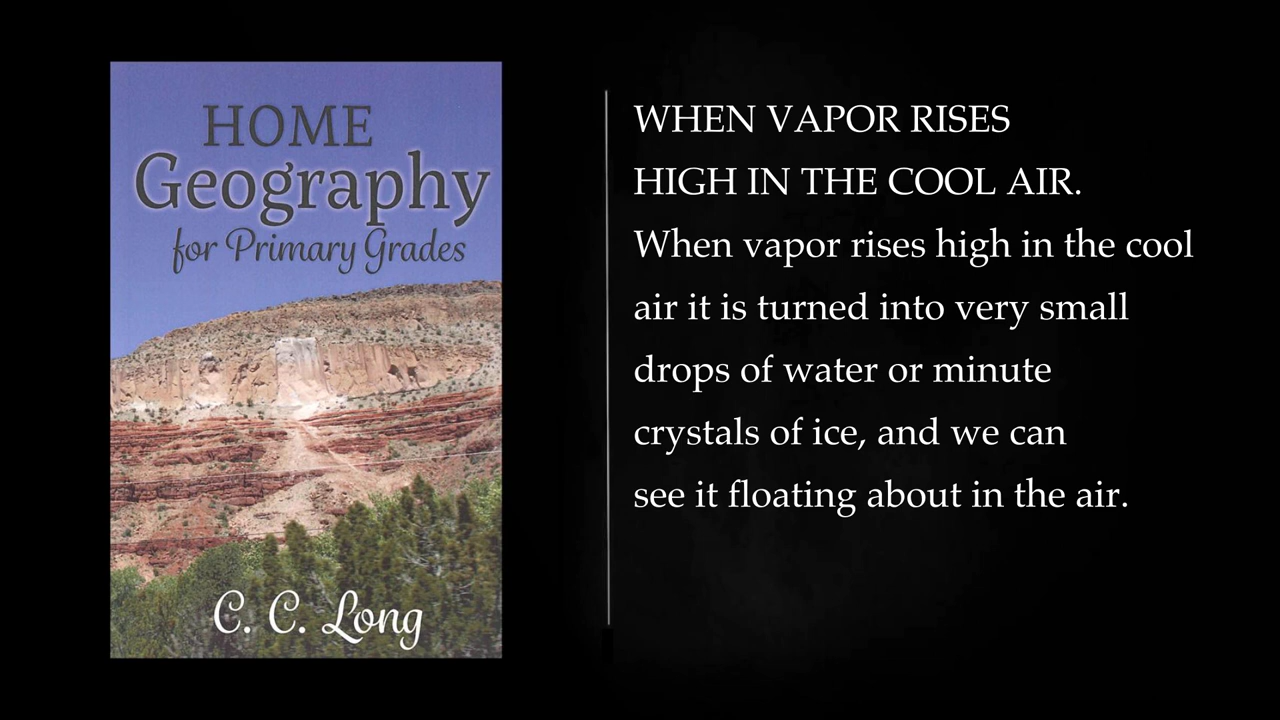 HOME
Geography
for Primary Grades
C. C. Long
WHEN VAPOR RISES
HIGH IN THE COOL AIR.
When vapor rises high in the cool
air it is turned into very small
drops of water or minute
crystals of ice, and we can
see it floating about in the air.